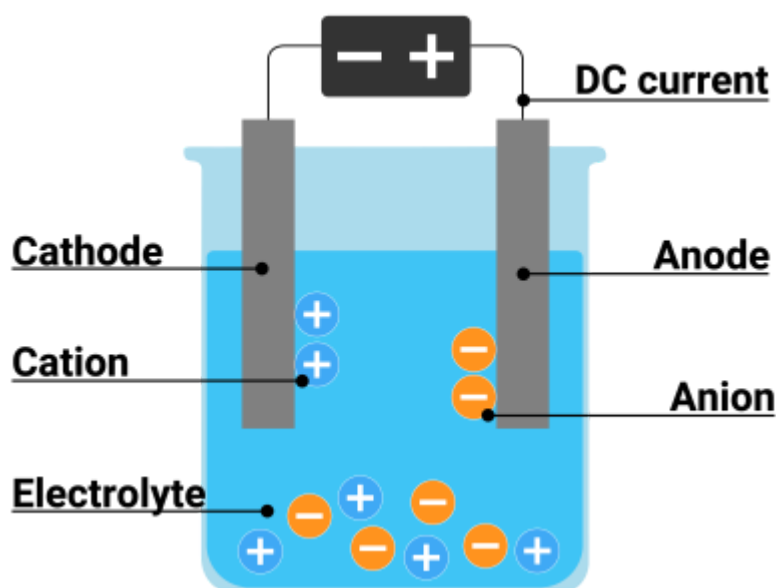 DC current
Cathode
Anode
Cation
Anion
Electrolyte